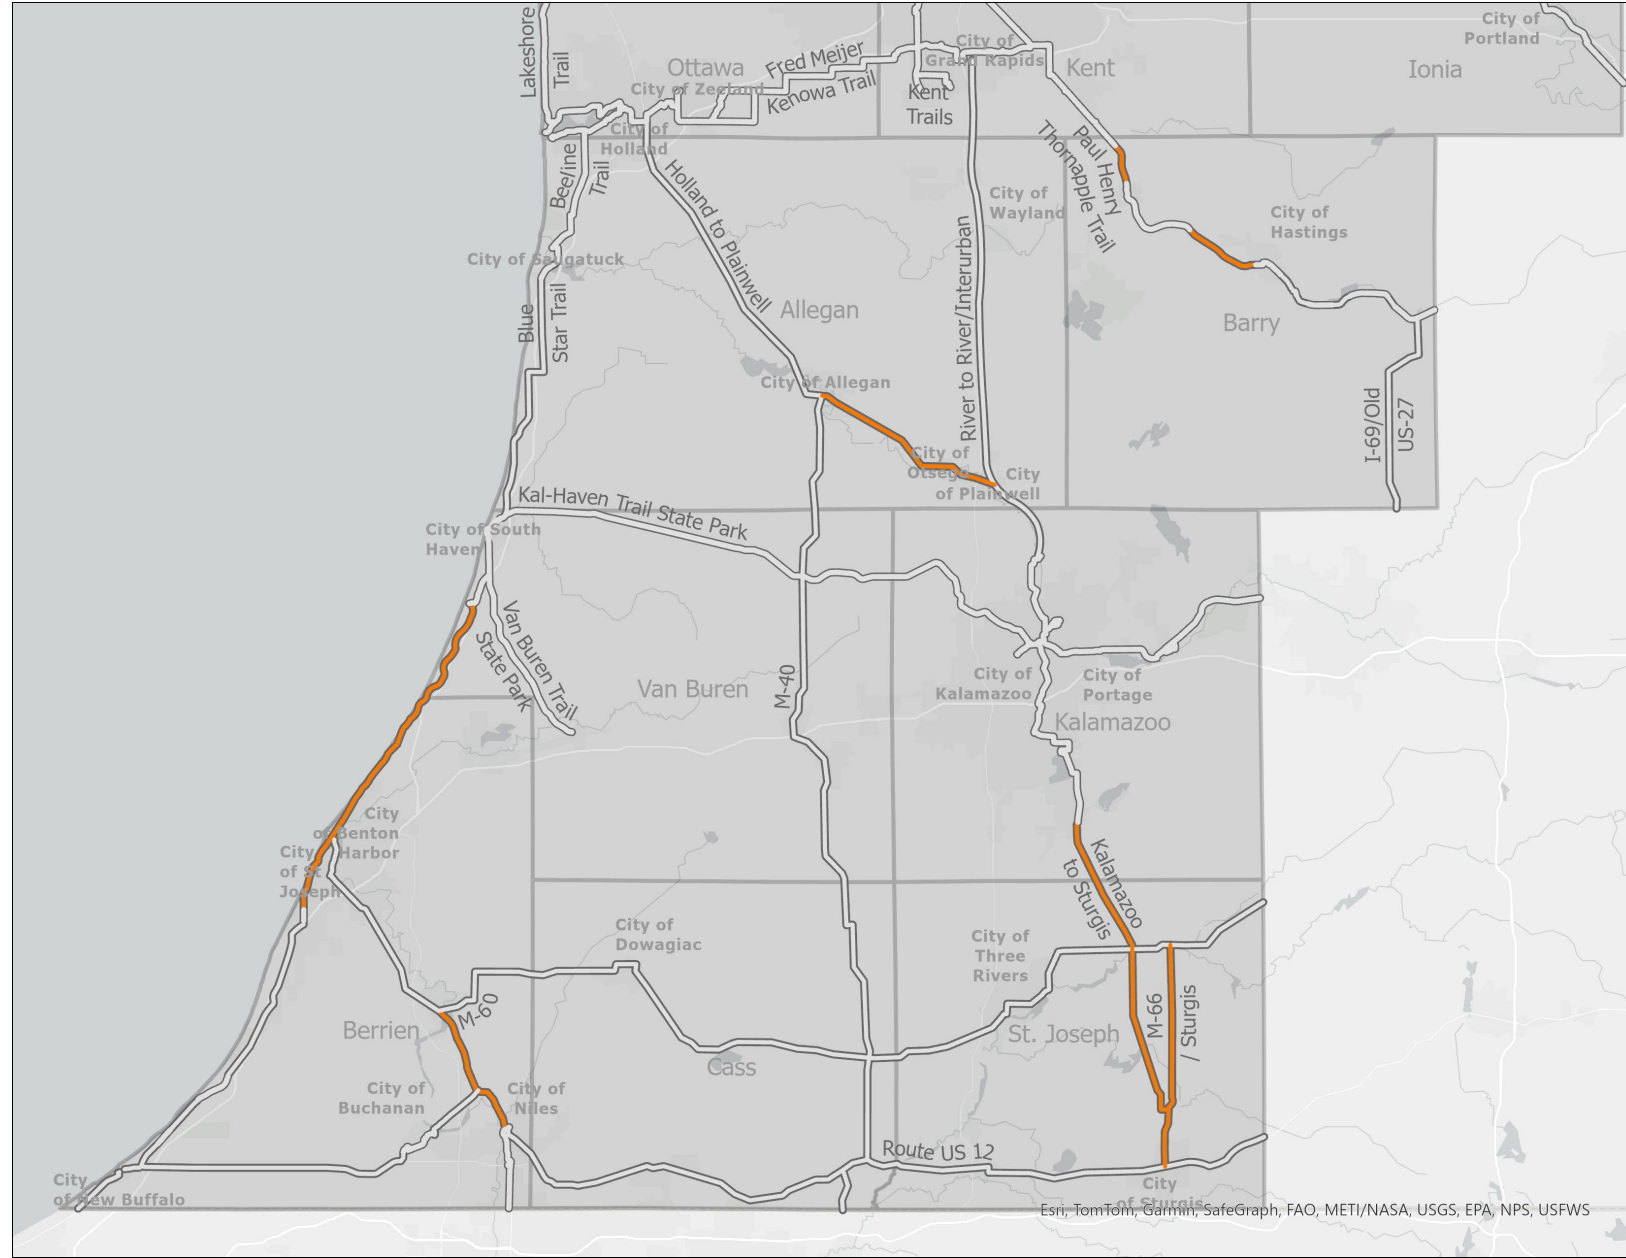 Lakeshore
Trail
Ottawa
City of Zeeland
Fred Meijer
Kenowa Trail
City of
Grand Rapids
Kent
Kent
Trails
City of
Portland
Ionia
City of
Holland
Beeline
Trail
Holland to Plainwell
Paul Henry
Thornapple Trail
City of
Wayland
City of
Hastings
City of Saugatuck
Blue
Star Trail
Allegan
River to River/Interurban
Barry
City of Allegan
I-69/Old
US-27
City of
Otsego
City
of Plainwell
Kal-Haven Trail State Park
City of South
Haven
Van Buren Trail
State Park
Van Buren
M-40
City of
Kalamazoo
City of
Portage
Kalamazoo
City
of Benton
Harbor
City
of St
Joseph
Kalamazoo
to Sturgis
City of
Dowagiac
City of
Three
Rivers
M-60
Berrien
Cass
St. Joseph
M-66
/ Sturgis
City of
Buchanan
City of
Niles
Route US 12
City
of New Buffalo
City
of Sturgis
Esri, TomTom, Garmin, SafeGraph, FAO, METI/NASA, USGS, EPA, NPS, USFWS